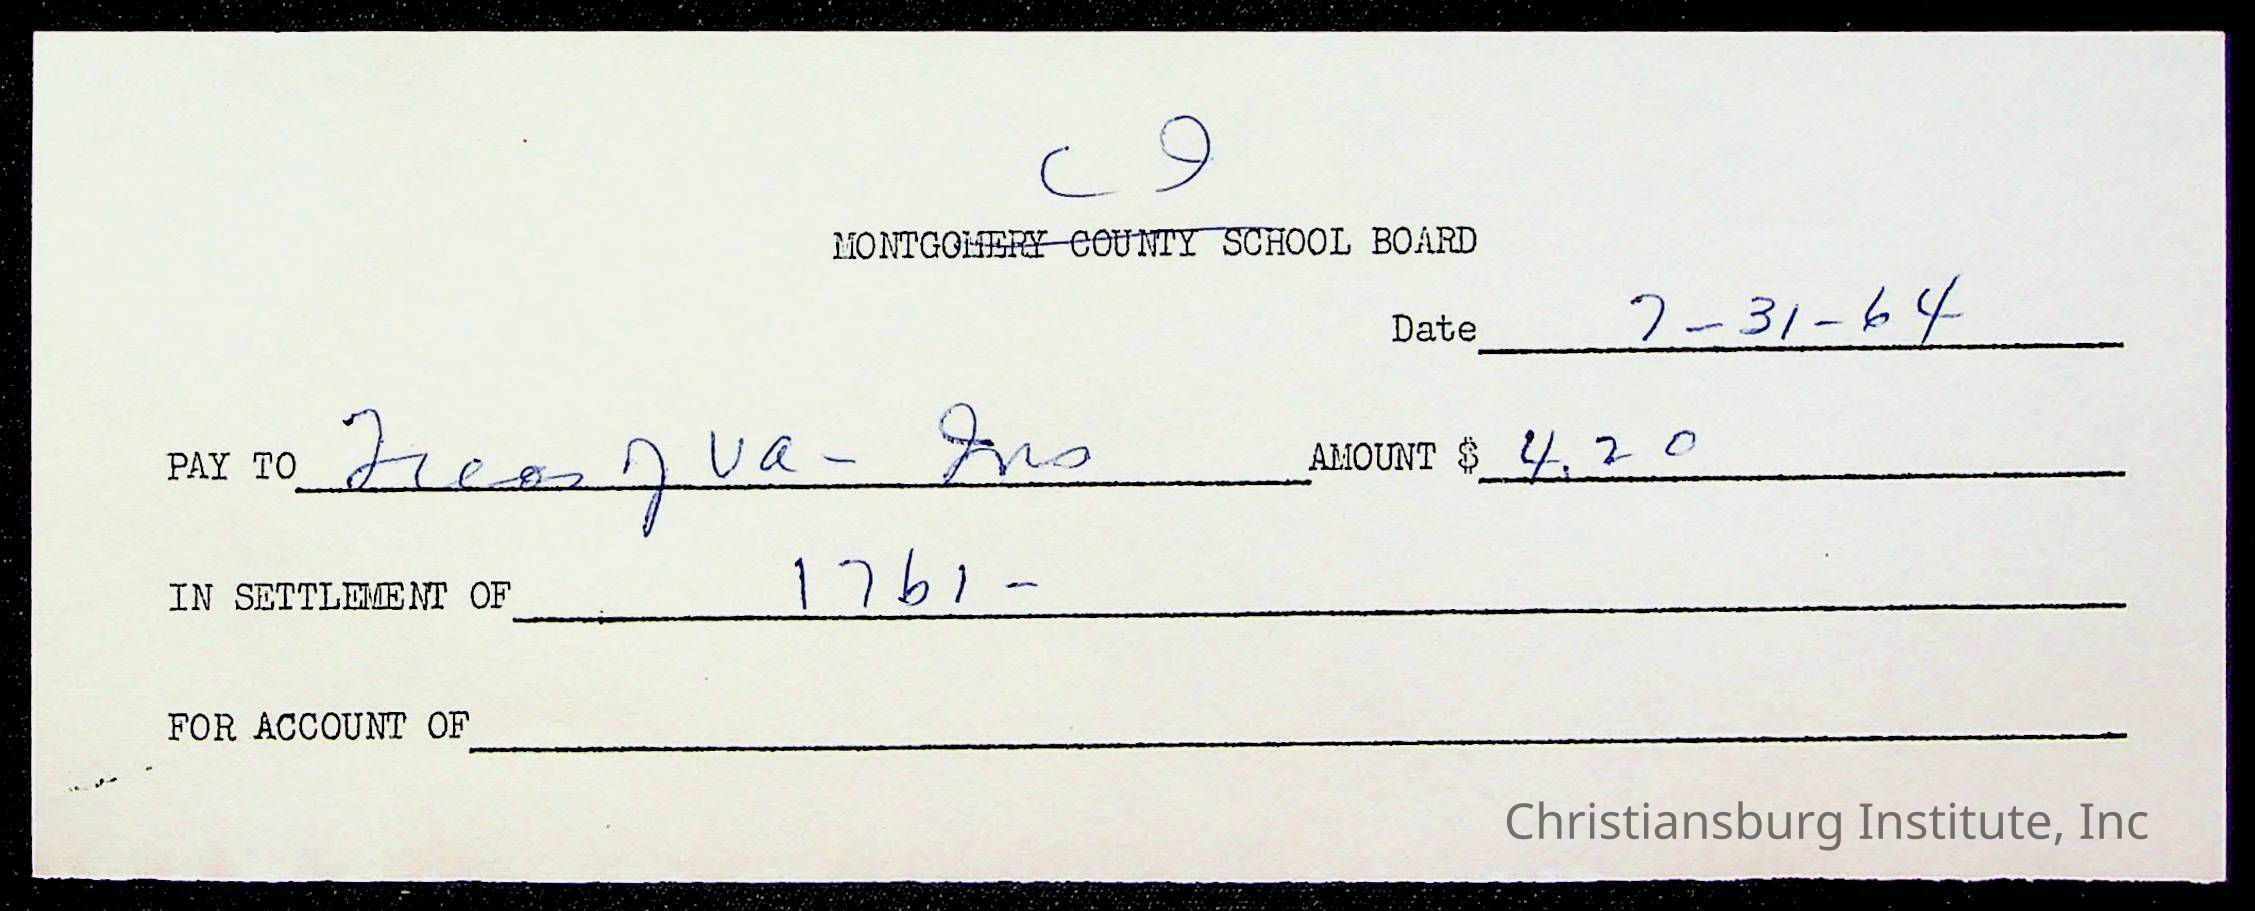 C I
MONTGOMERY COUNTY SCHOOL BOARD
Date 7-31-64
PAY TO Treas of Va - Ins AMOUNT $ 4.20
IN SETTLEMENT OF 1761 -
FOR ACCOUNT OF
Christiansburg Institute, Inc